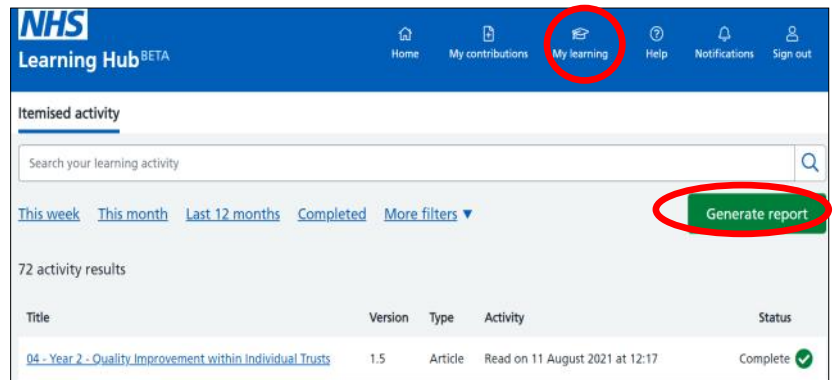 NHS
Learning Hub BETA
Home My contributions My learning Help Notifications Sign out
Itemised activity
Search your learning activity
This week This month Last 12 months Completed More filters ▼ Generate report
72 activity results
Title Version Type Activity Status
04 - Year 2 - Quality Improvement within Individual Trusts 1.5 Article Read on 11 August 2021 at 12:17 Complete